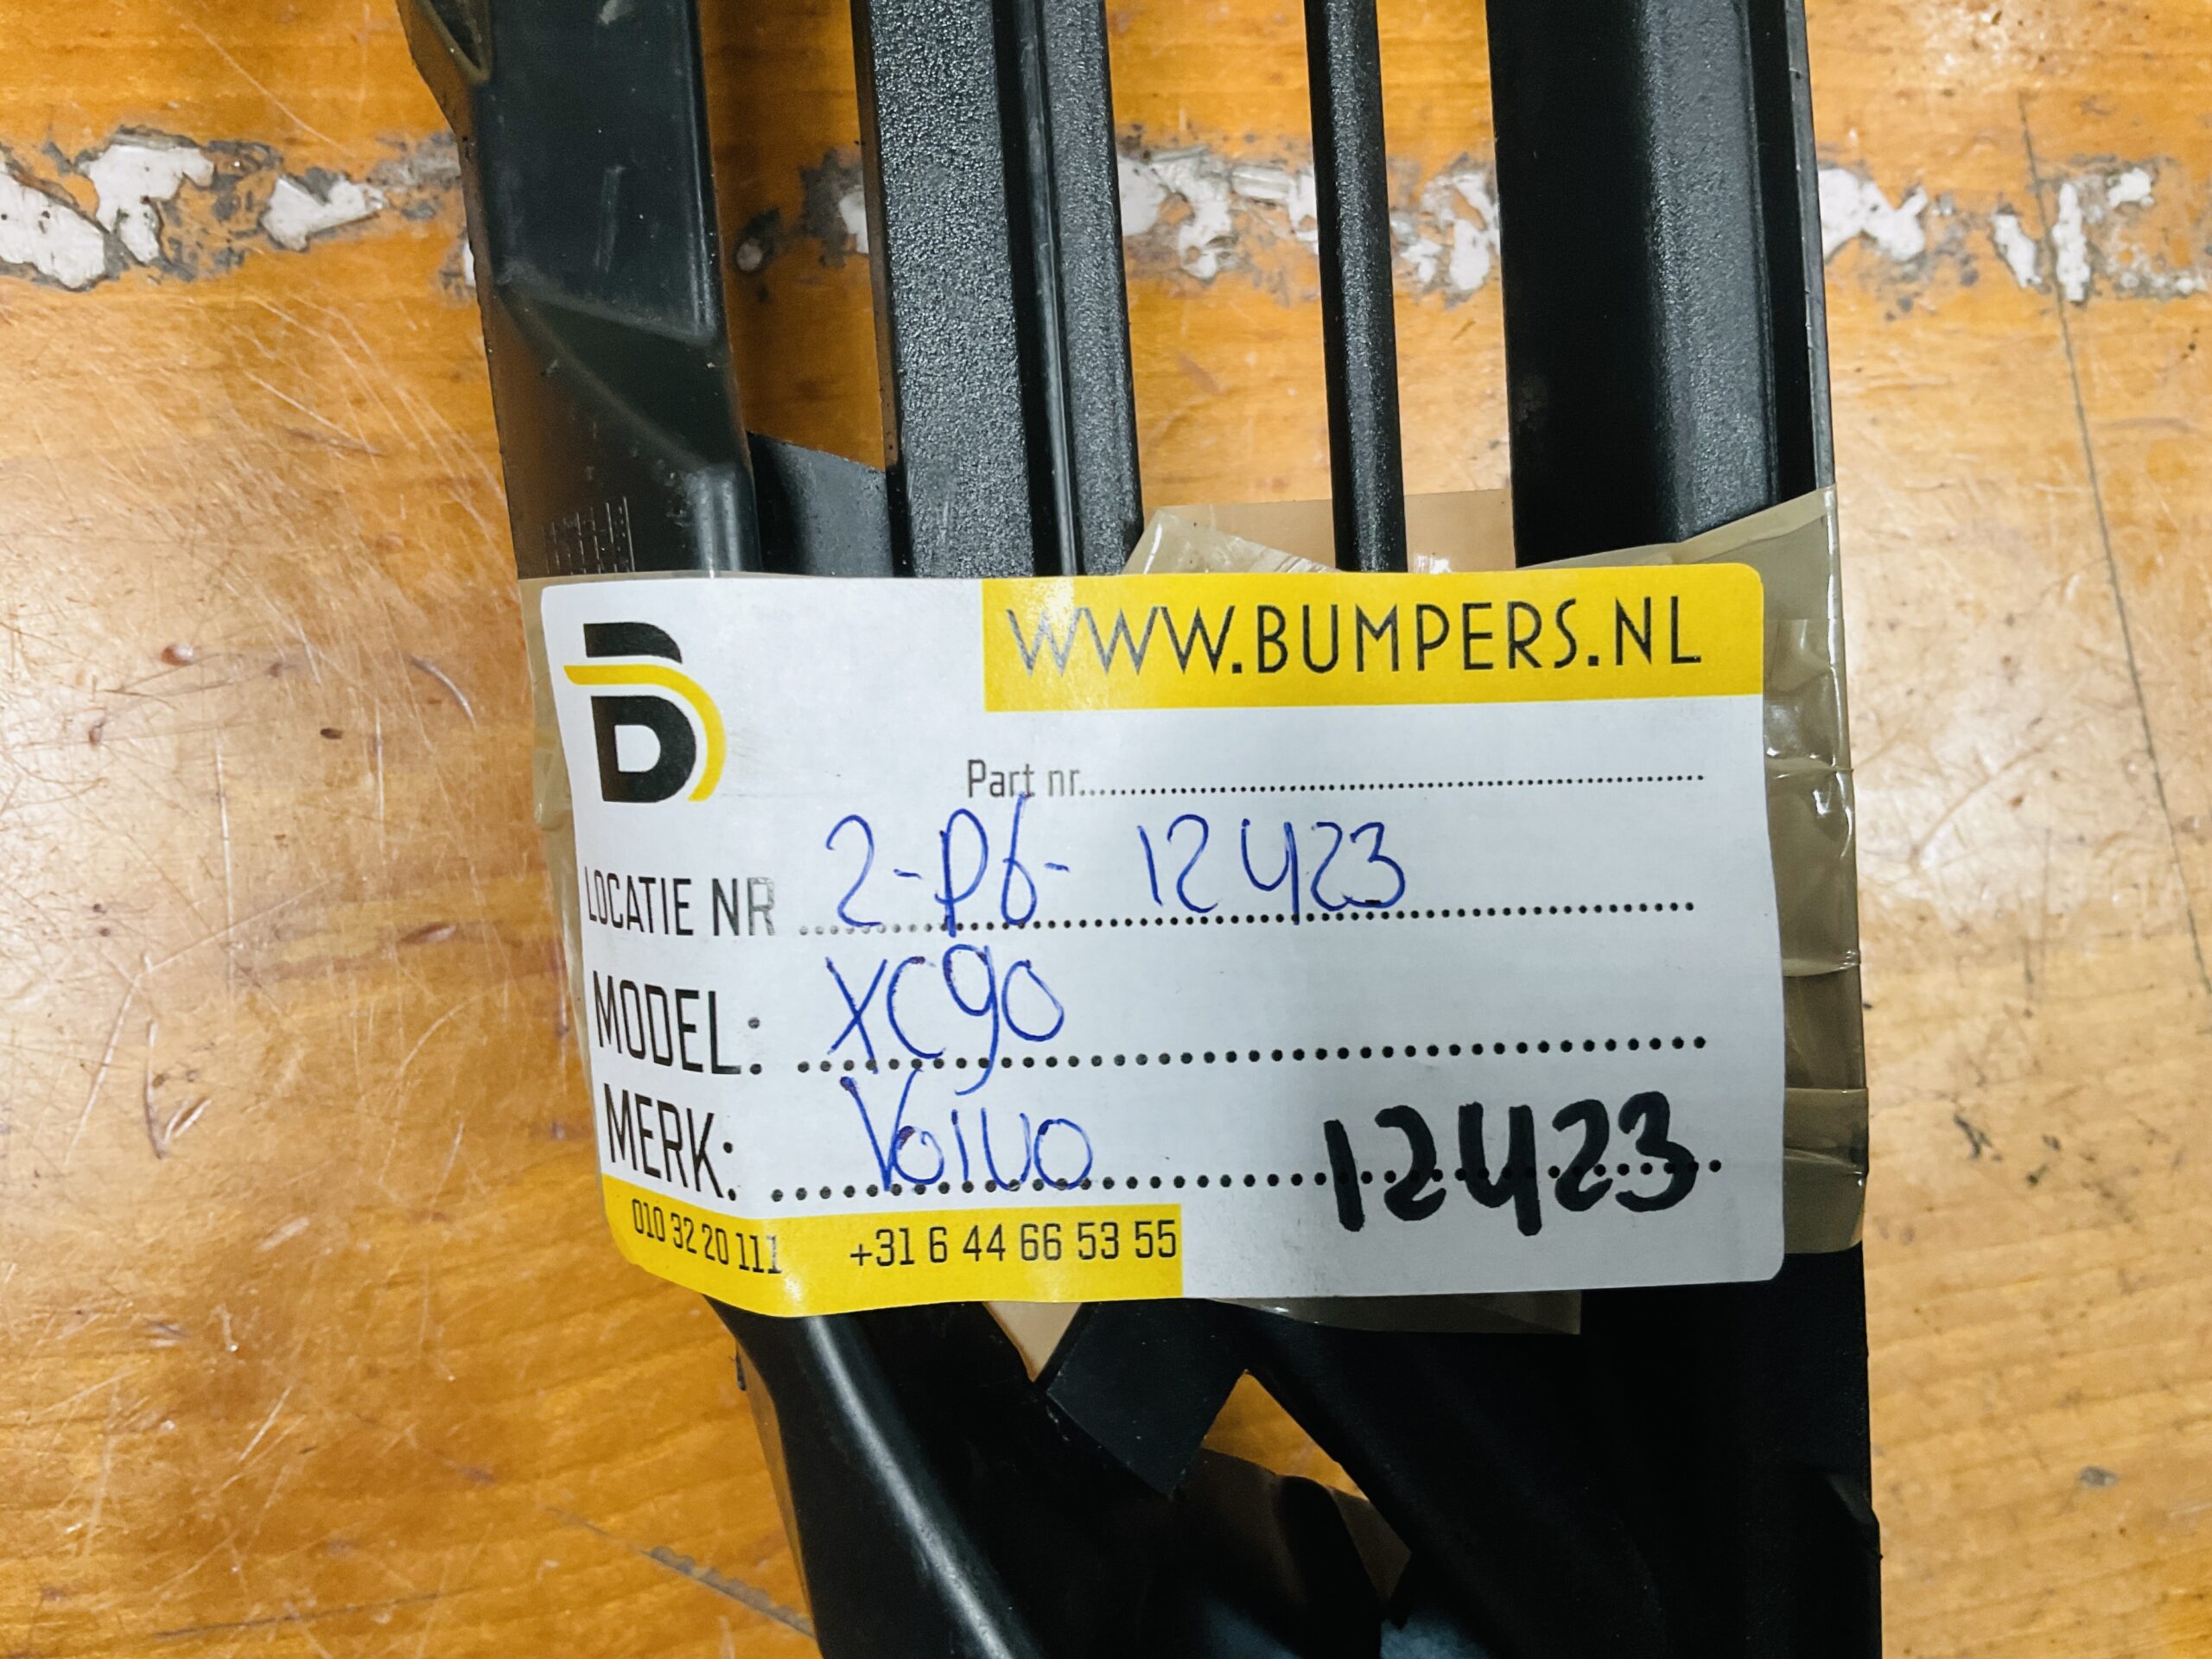 WWW.BUMPERS.NL
B
Part nr.
LOCATIE NR 2-P6- 12423
MODEL: XC90
MERK: Volvo 12423
010 32 20 111 +31 6 44 66 53 55